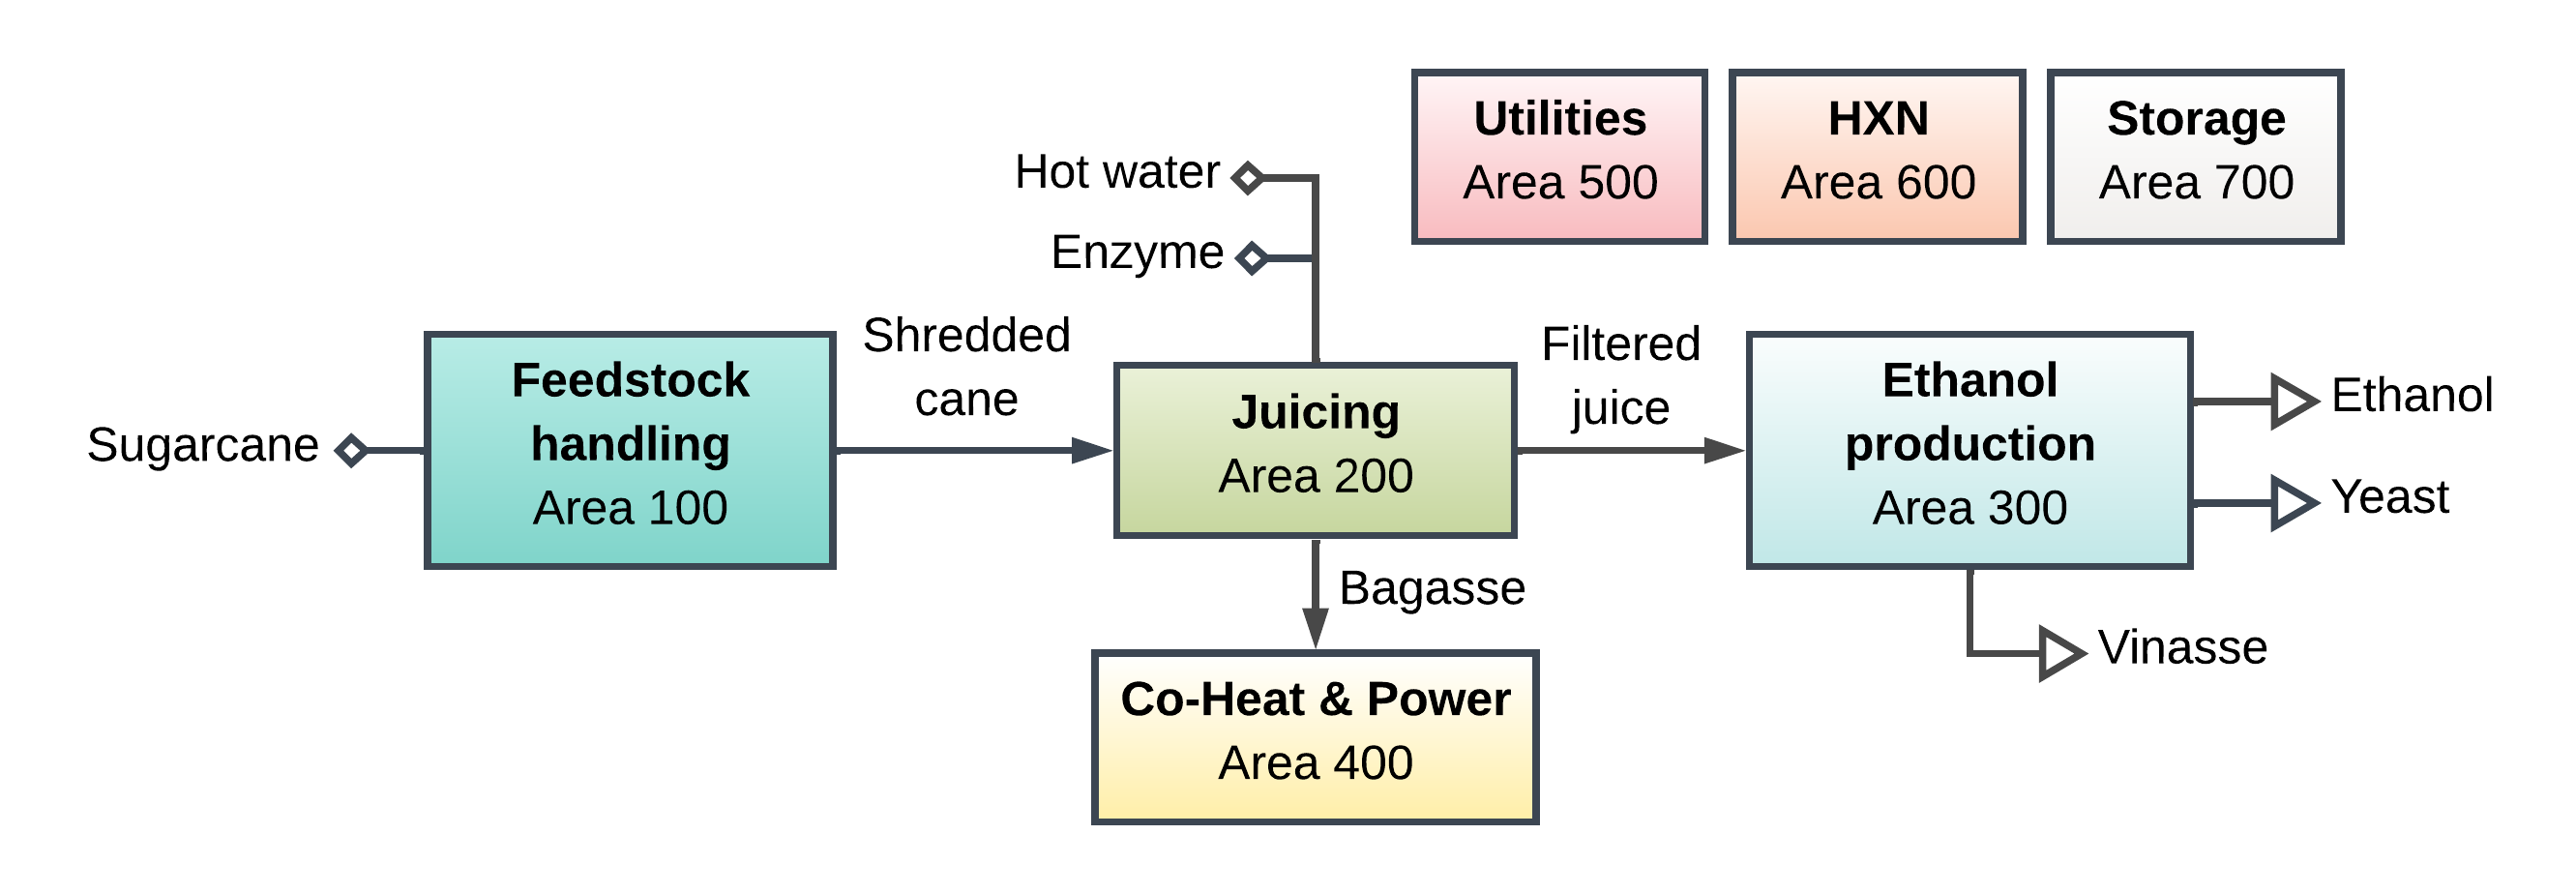 Utilities
Area 500
HXN
Area 600
Storage
Area 700
Hot water
Enzyme
Sugarcane
Feedstock
handling
Area 100
Shredded
cane
Juicing
Area 200
Filtered
juice
Ethanol
production
Area 300
Ethanol
Yeast
Vinasse
Bagasse
Co-Heat & Power
Area 400